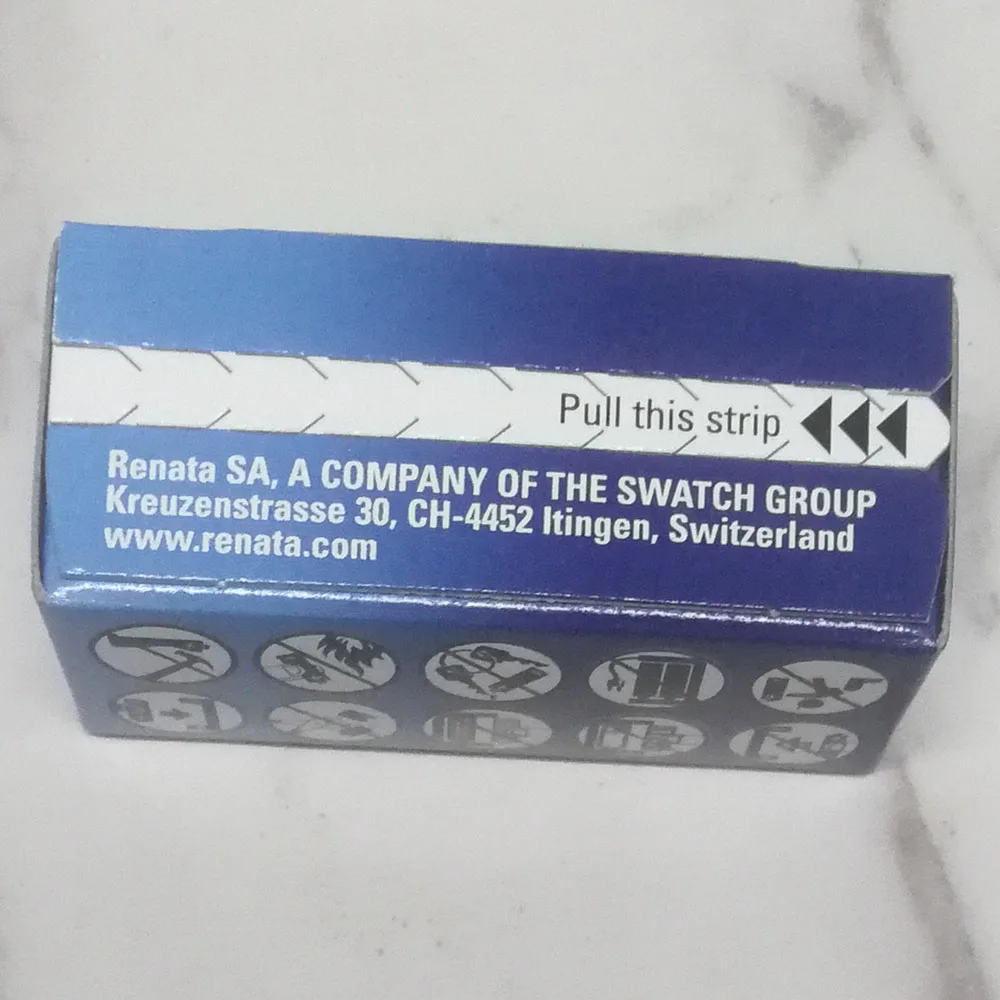 Pull this strip
Renata SA, A COMPANY OF THE SWATCH GROUP
Kreuzenstrasse 30, CH-4452 Itingen, Switzerland
www.renata.com